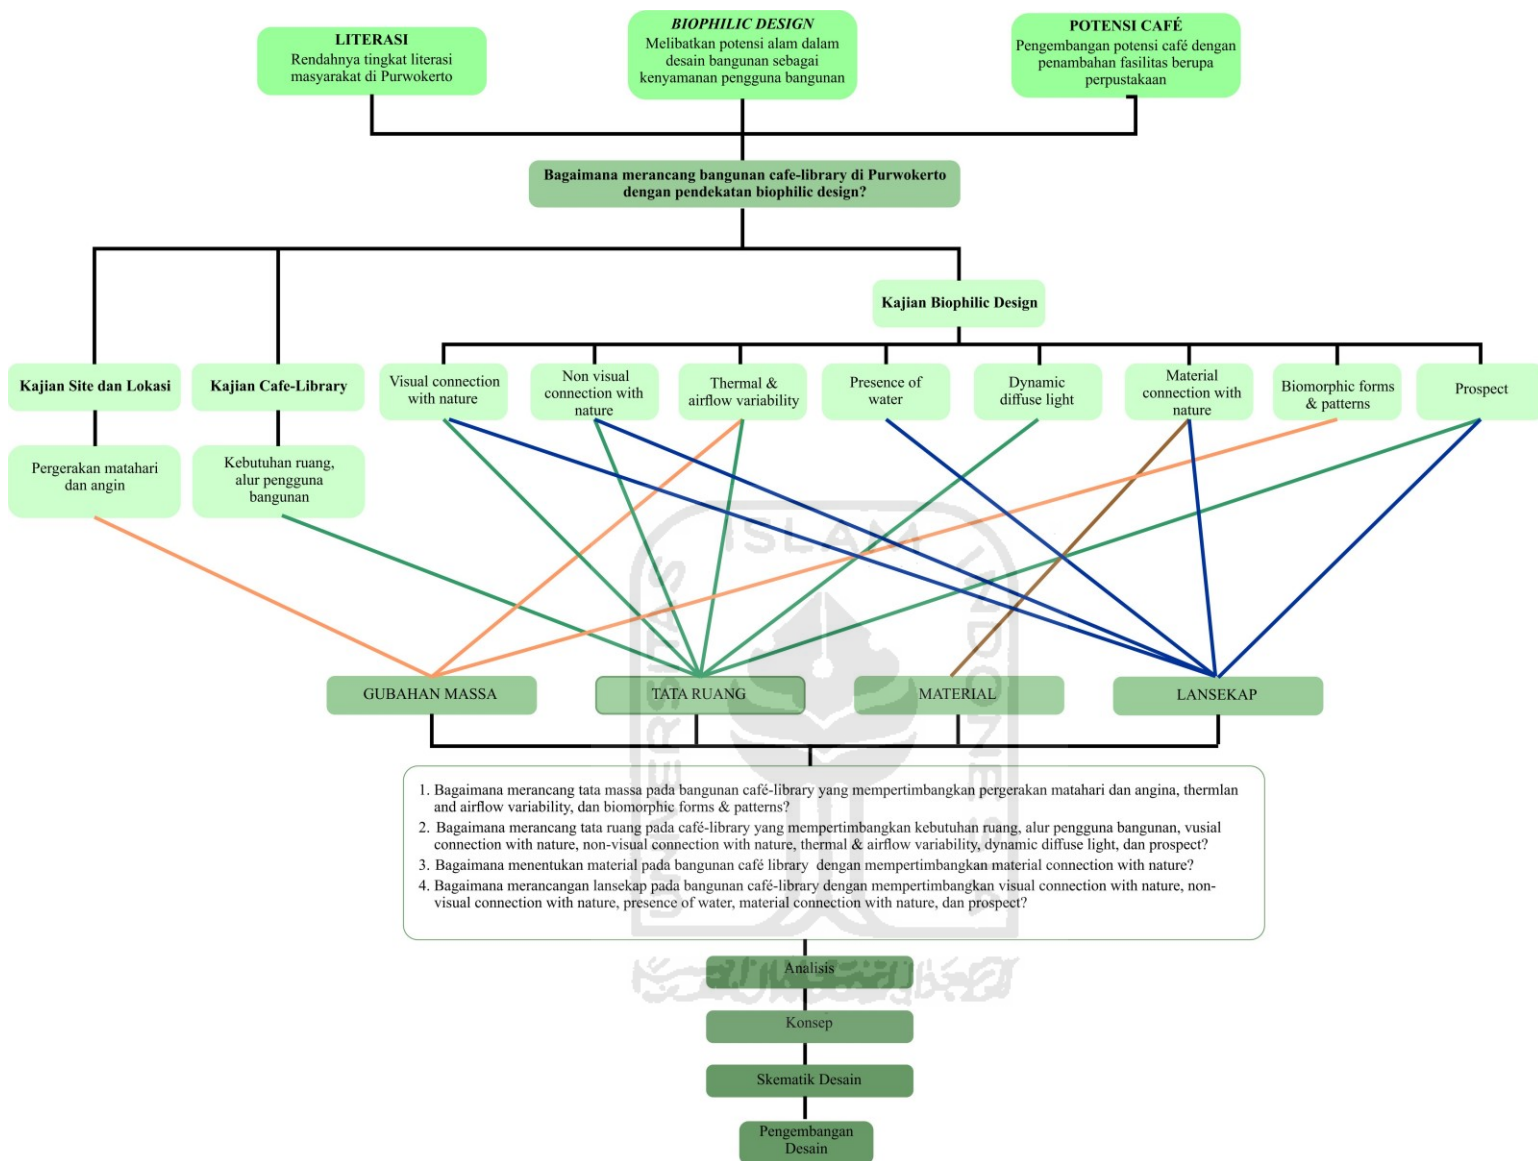 LITERASI
Rendahnya tingkat literasi
masyarakat di Purwokerto
BIOPHILIC DESIGN
Melibatkan potensi alam dalam
desain bangunan sebagai
kenyamanan pengguna bangunan
POTENSI CAFÉ
Pengembangan potensi café dengan
penambahan fasilitas berupa
perpustakaan
Bagaimana merancang bangunan cafe-library di Purwokerto
dengan pendekatan biophilic design?
Kajian Biophilic Design
Kajian Site dan Lokasi
Kajian Cafe-Library
Visual connection
with nature
Non visual
connection with
nature
Thermal &
airflow variability
Presence of
water
Dynamic
diffuse light
Material
connection with
nature
Biomorphic forms
& patterns
Prospect
Pergerakan matahari
dan angin
Kebutuhan ruang,
alur pengguna
bangunan
GUBAHAN MASSA
TATA RUANG
MATERIAL
LANSEKAP
1. Bagaimana merancang tata massa pada bangunan café-library yang mempertimbangkan pergerakan matahari dan angina, thermlan
and airflow variability, dan biomorphic forms & patterns?
2. Bagaimana merancang tata ruang pada café-library yang mempertimbangkan kebutuhan ruang, alur pengguna bangunan, vusial
connection with nature, non-visual connection with nature, thermal & airflow variability, dynamic diffuse light, dan prospect?
3. Bagaimana menentukan material pada bangunan café library dengan mempertimbangkan material connection with nature?
4. Bagaimana merancangan lansekap pada bangunan café-library dengan mempertimbangkan visual connection with nature, non-
visual connection with nature, presence of water, material connection with nature, dan prospect?
Analisis
Konsep
Skematik Desain
Pengembangan
Desain
UNIVERSITAS
ISLAM
INDONESIA